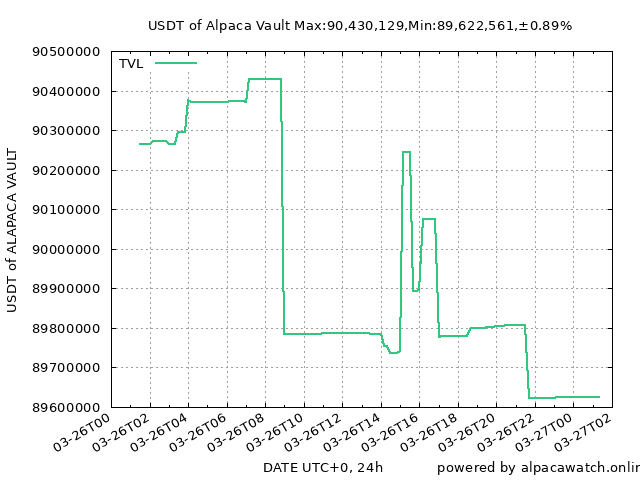 USDT of Alpaca Vault Max:90,430,129,Min:89,622,561,±0.89%
TVL
90500000
90400000
90300000
90200000
90100000
90000000
89900000
89800000
89700000
89600000
USDT of ALAPACA VAULT
03-26T00
03-26T02
03-26T04
03-26T06
03-26T08
03-26T10
03-26T12
03-26T14
03-26T16
03-26T18
03-26T20
03-26T22
03-27T00
03-27T02
DATE UTC+0, 24h
powered by alpacawatch.onlin